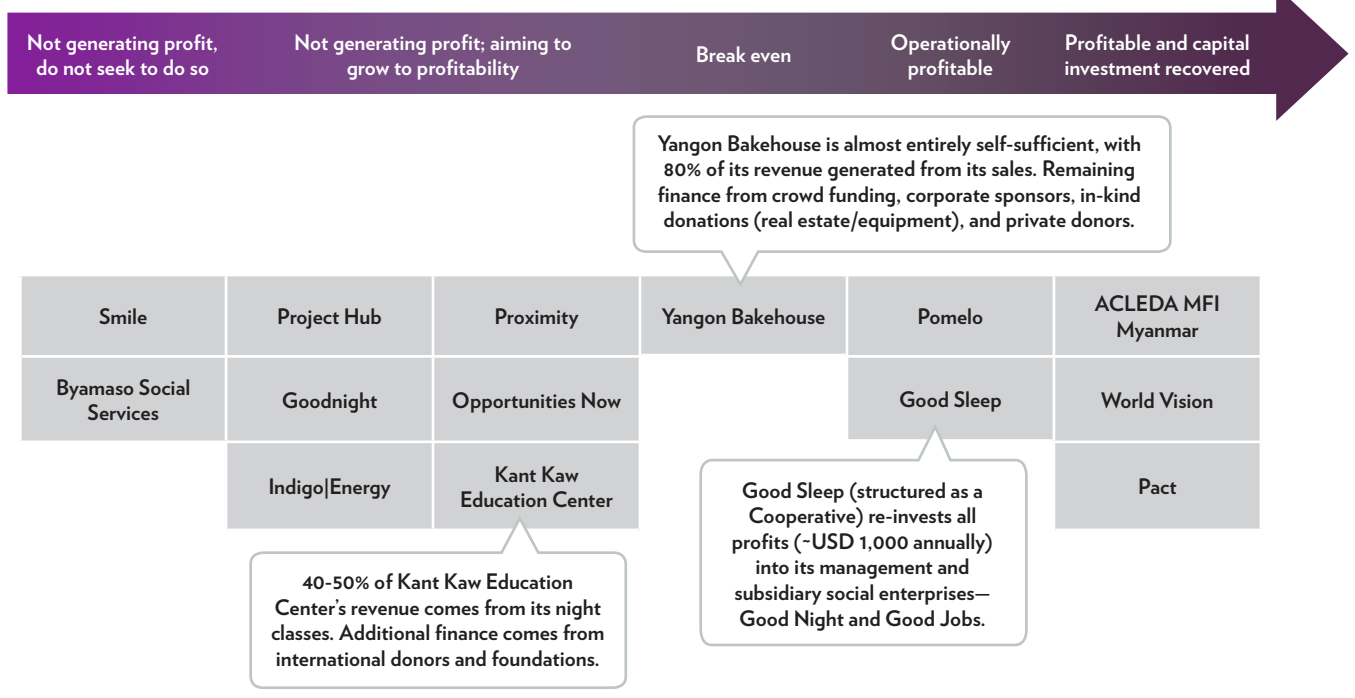 Not generating profit,
do not seek to do so
Not generating profit; aiming to
grow to profitability
Break even
Operationally
profitable
Profitable and capital
investment recovered
Yangon Bakehouse is almost entirely self-sufficient, with
80% of its revenue generated from its sales. Remaining
finance from crowd funding, corporate sponsors, in-kind
donations (real estate/equipment), and private donors.
Smile
Project Hub
Proximity
Yangon Bakehouse
Pomelo
ACLEDA MFI
Myanmar
Byamaso Social
Services
Goodnight
Opportunities Now
Good Sleep
World Vision
Indigo|Energy
Kant Kaw
Education Center
Pact
40-50% of Kant Kaw Education
Center's revenue comes from its night
classes. Additional finance comes from
international donors and foundations.
Good Sleep (structured as a
Cooperative) re-invests all
profits (~USD 1,000 annually)
into its management and
subsidiary social enterprises—
Good Night and Good Jobs.